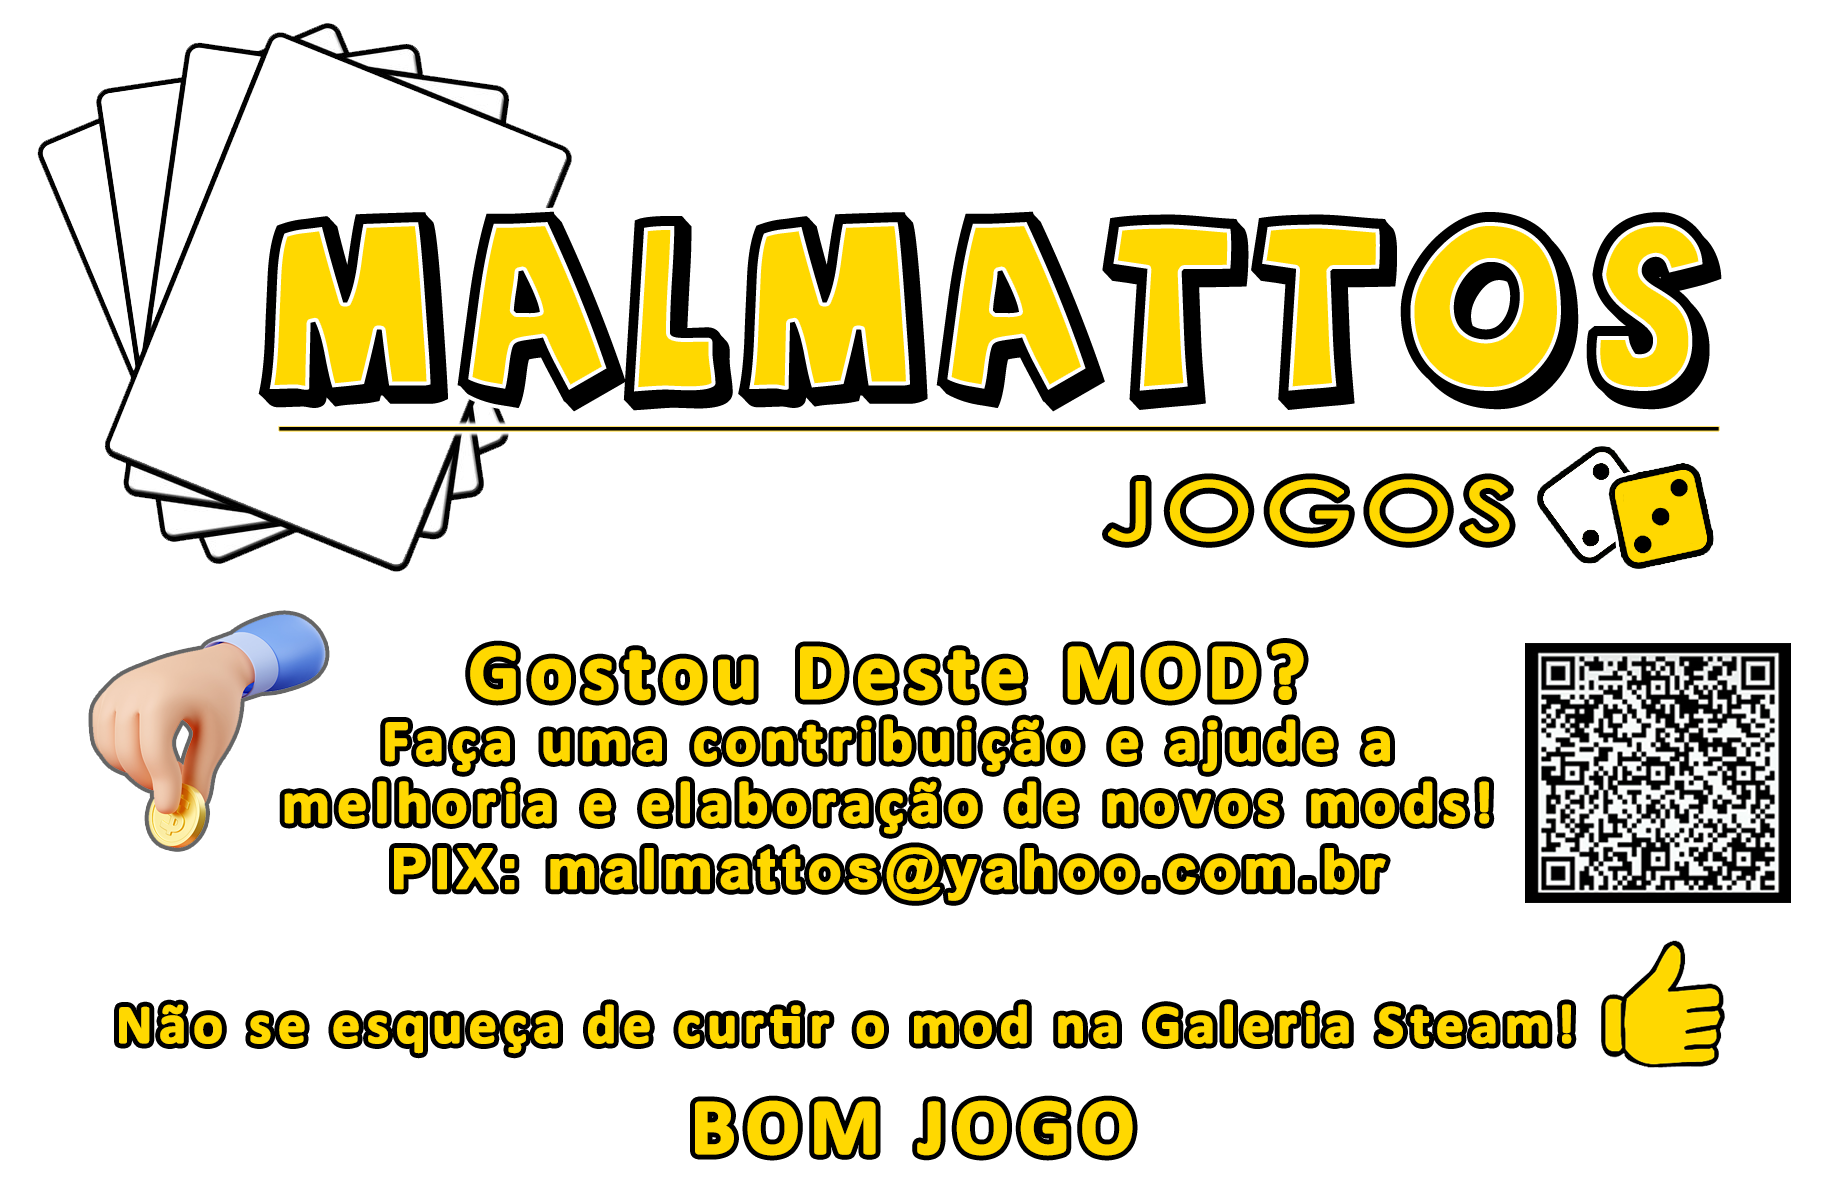 MALMATTOS
JOGOS
Gostou Deste MOD?
Faça uma contribuição e ajude a
melhoria e elaboração de novos mods!
PIX: malmattos@yahoo.com.br
Não se esqueça de curtir o mod na Galeria Steam!
BOM JOGO